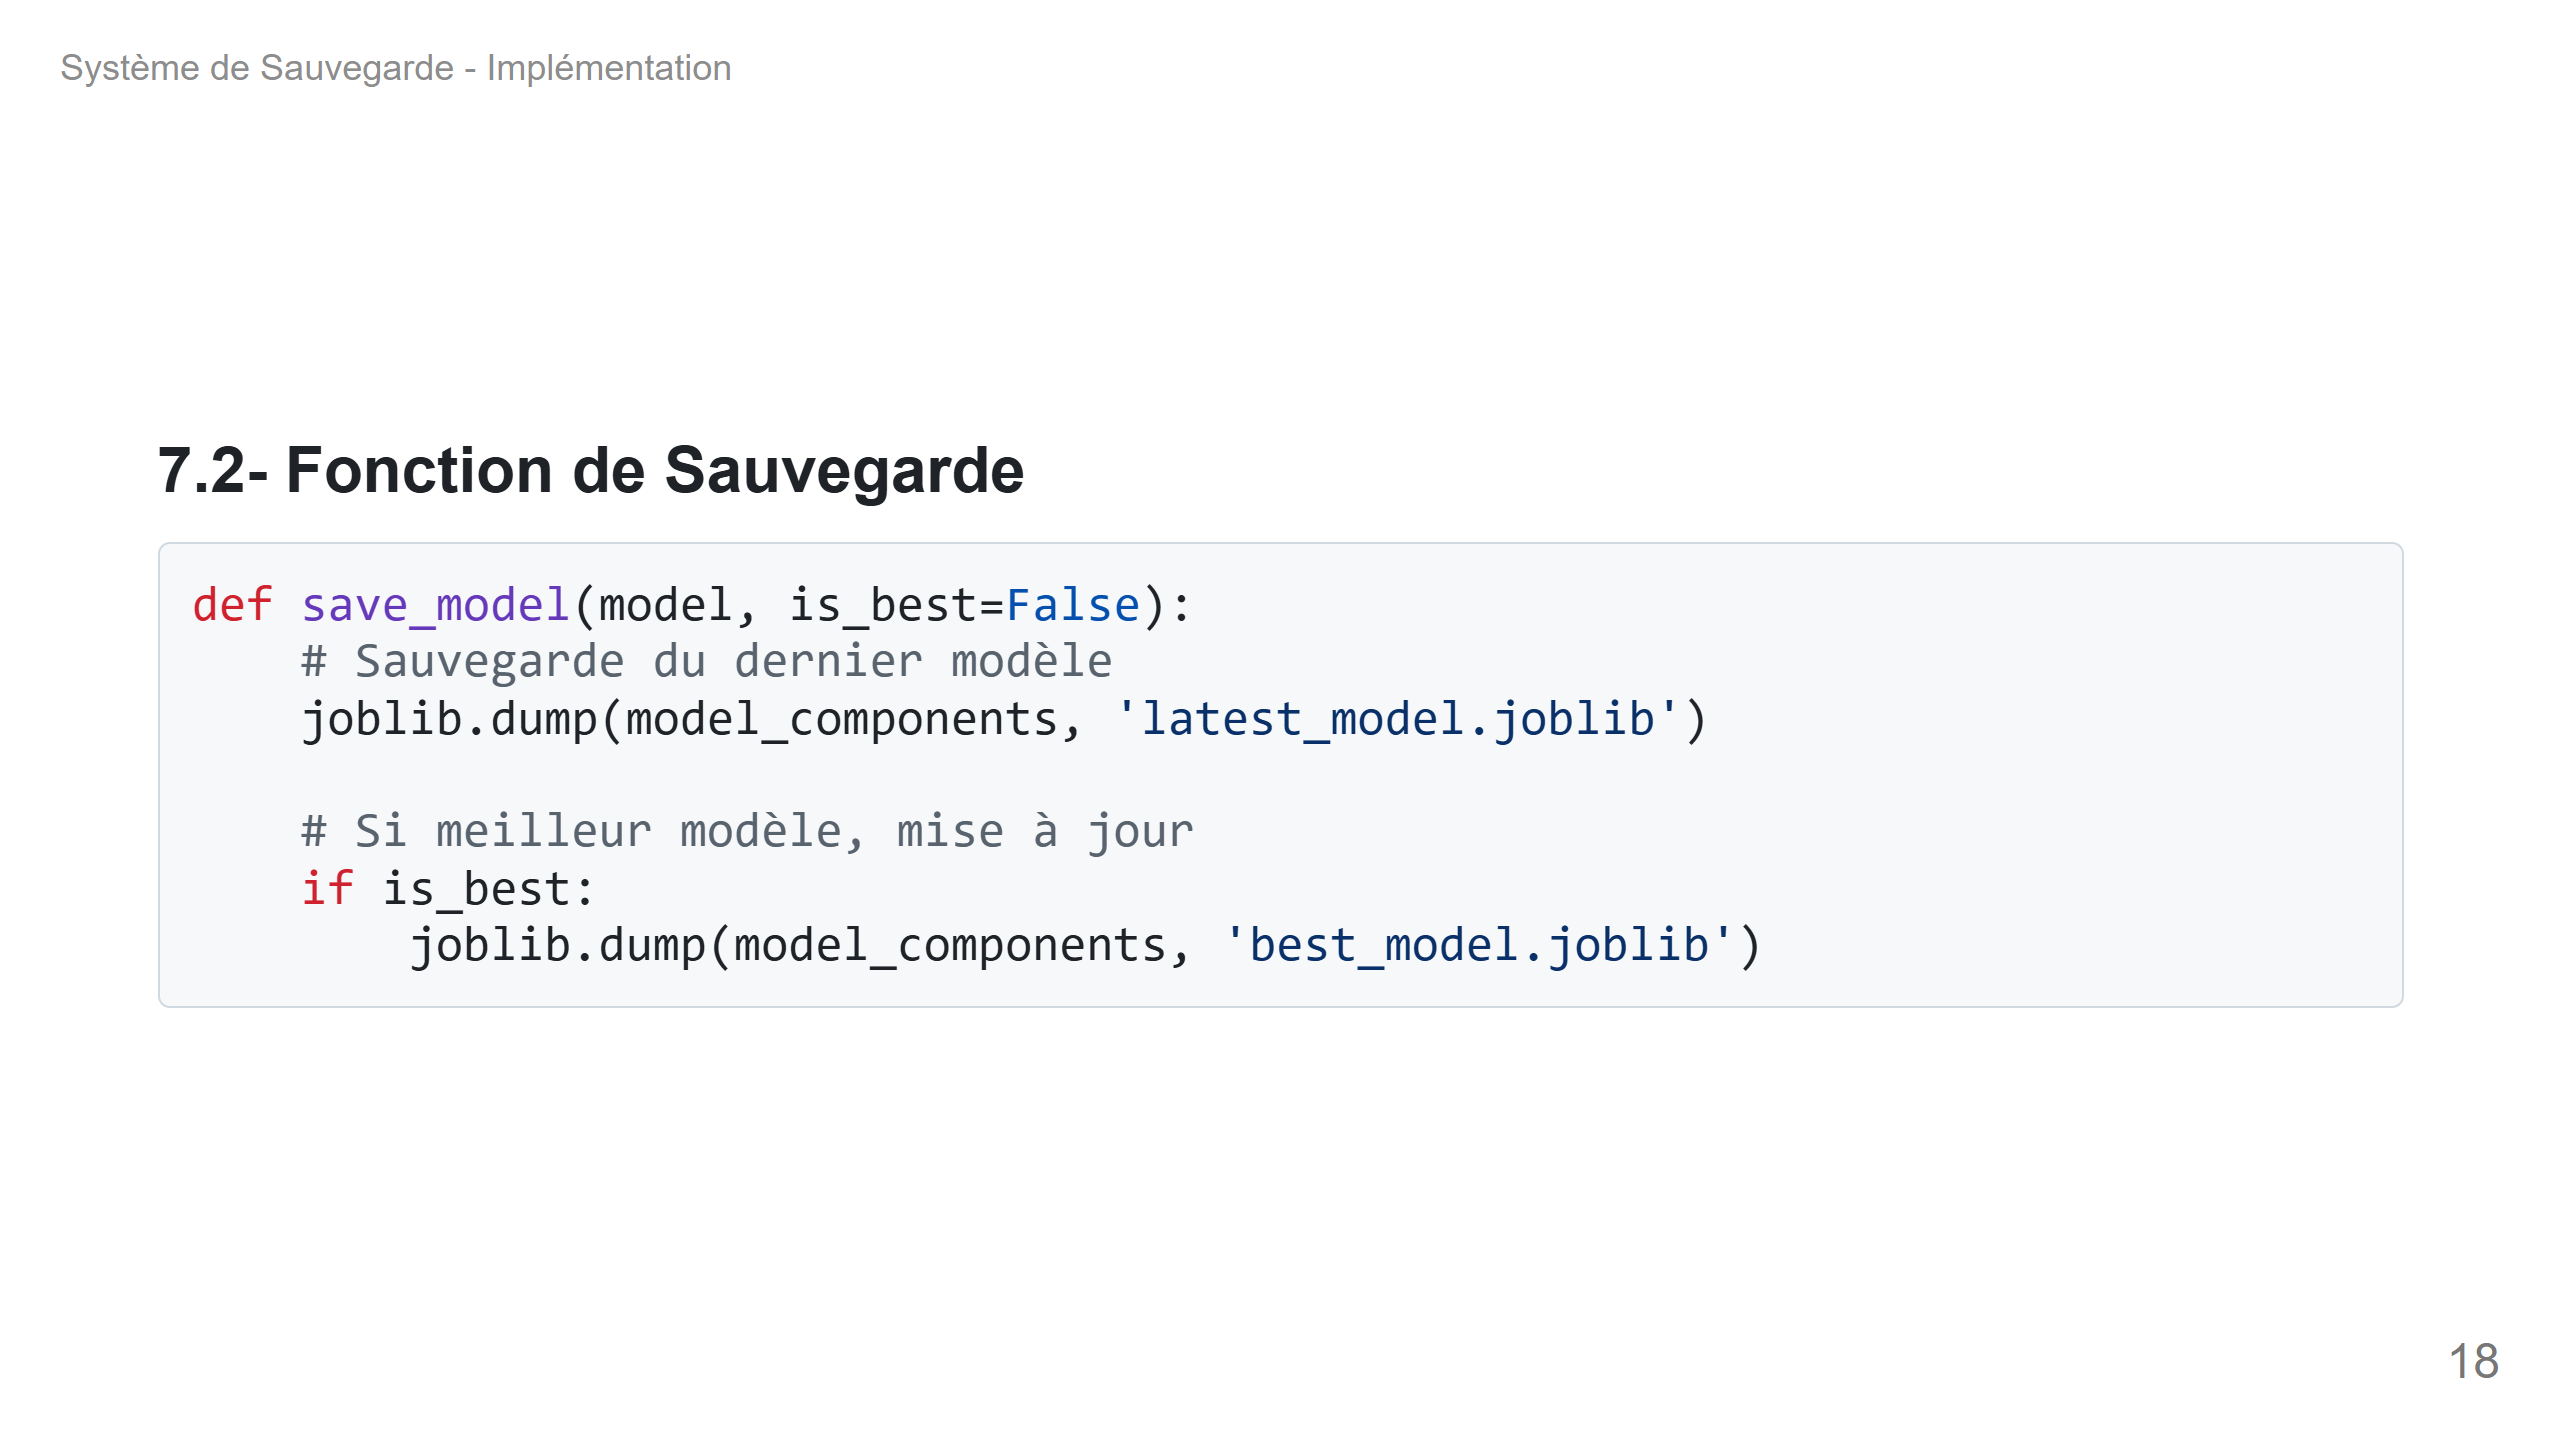 Système de Sauvegarde - Implémentation
7.2- Fonction de Sauvegarde
def save_model(model, is_best=False):
    # Sauvegarde du dernier modèle
    joblib.dump(model_components, 'latest_model.joblib')

    # Si meilleur modèle, mise à jour
    if is_best:
        joblib.dump(model_components, 'best_model.joblib')
18